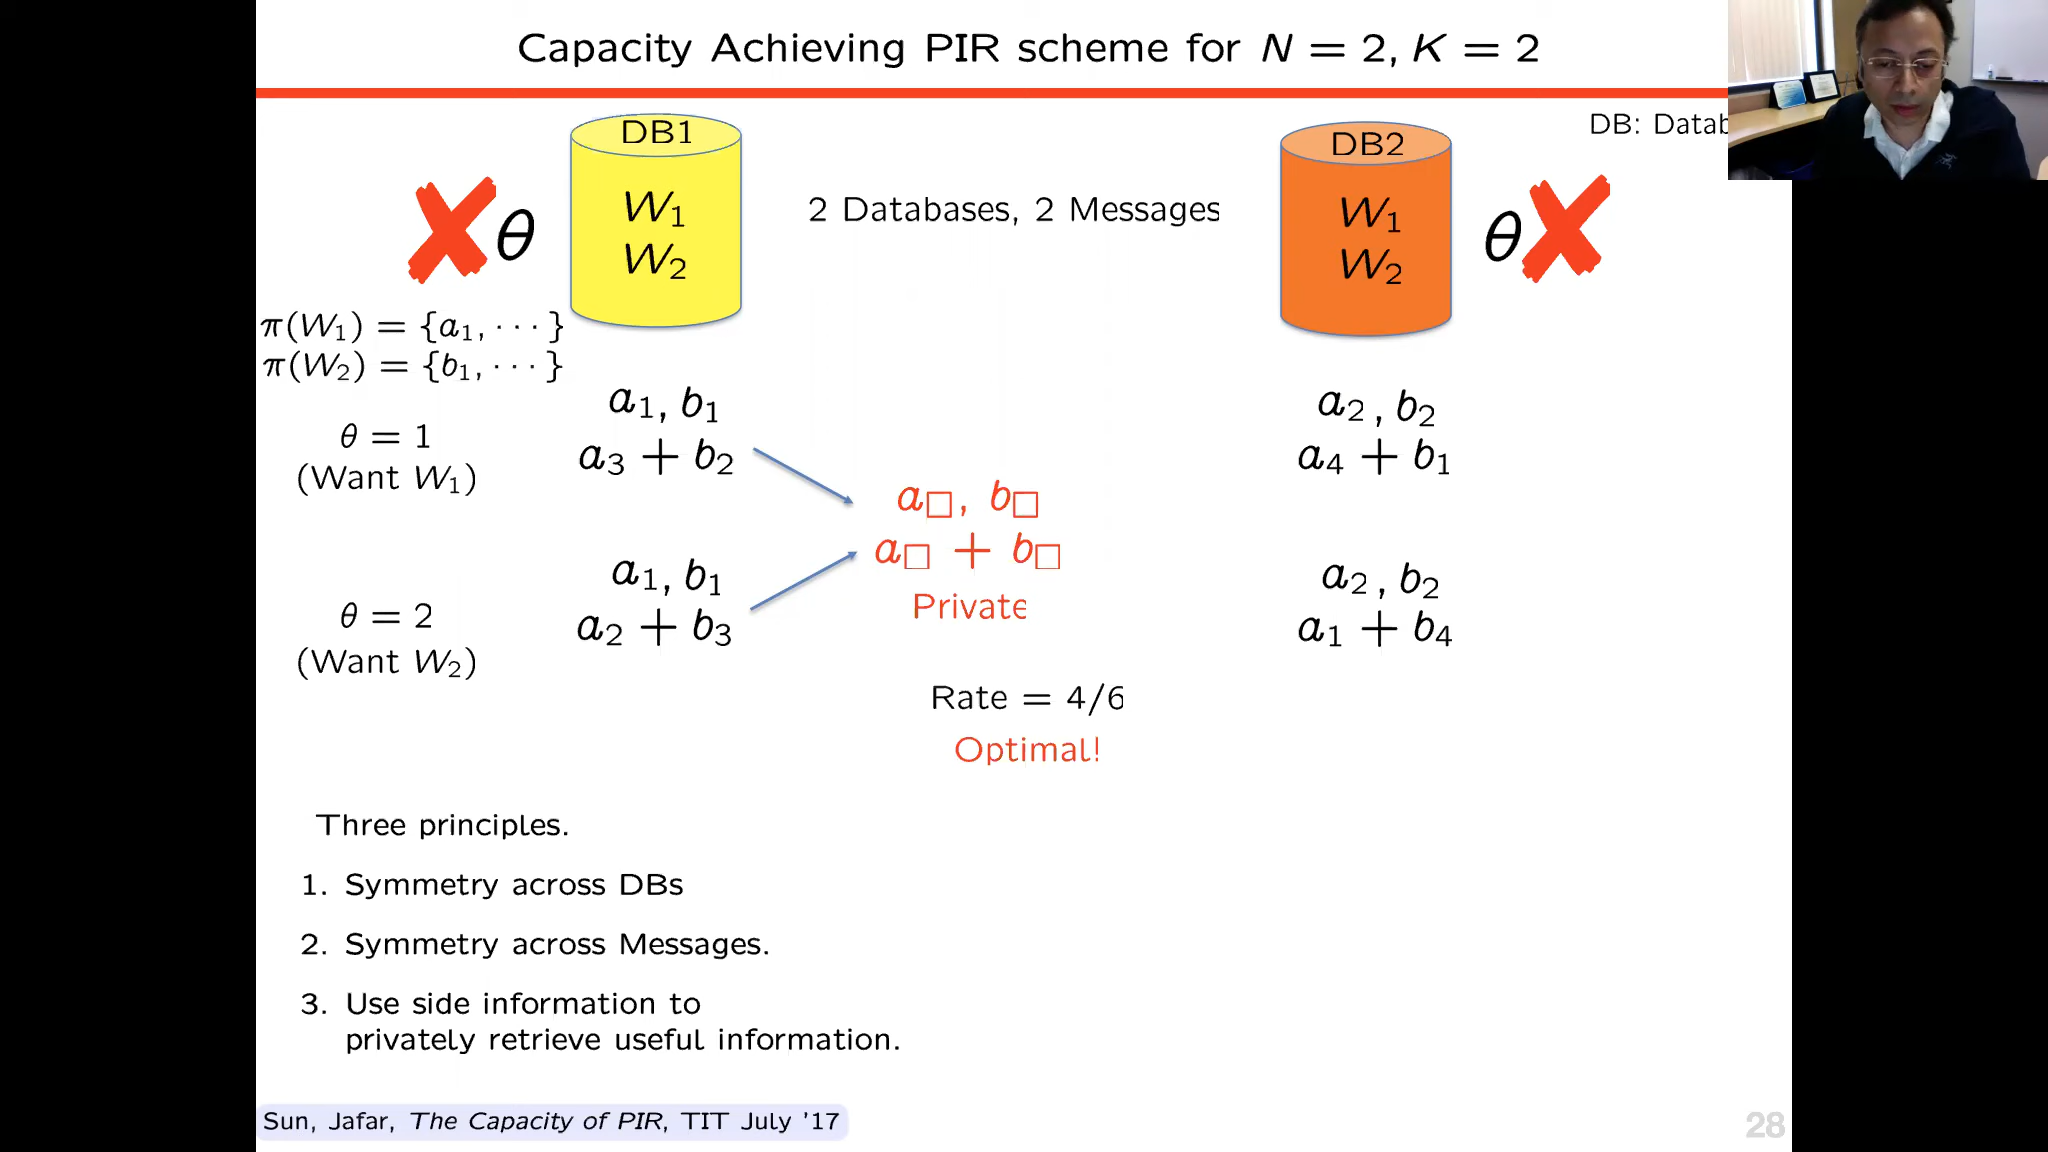 Capacity Achieving PIR scheme for N = 2, K = 2
DB: Datab
DB1
W₁
W₂
θ
2 Databases, 2 Messages
DB2
W₁
W₂
θ
π(W₁) = {a₁, · · · }
π(W₂) = {b₁, · · · }
θ = 1
(Want W₁)
a₁, b₁
a₃ + b₂
a₂, b₂
a₄ + b₁
a□, b□
a□ + b□
Private
θ = 2
(Want W₂)
a₁, b₁
a₂ + b₃
a₂, b₂
a₁ + b₄
Rate = 4/6
Optimal!
Three principles.
1. Symmetry across DBs
2. Symmetry across Messages.
3. Use side information to
privately retrieve useful information.
Sun, Jafar, The Capacity of PIR, TIT July '17
28